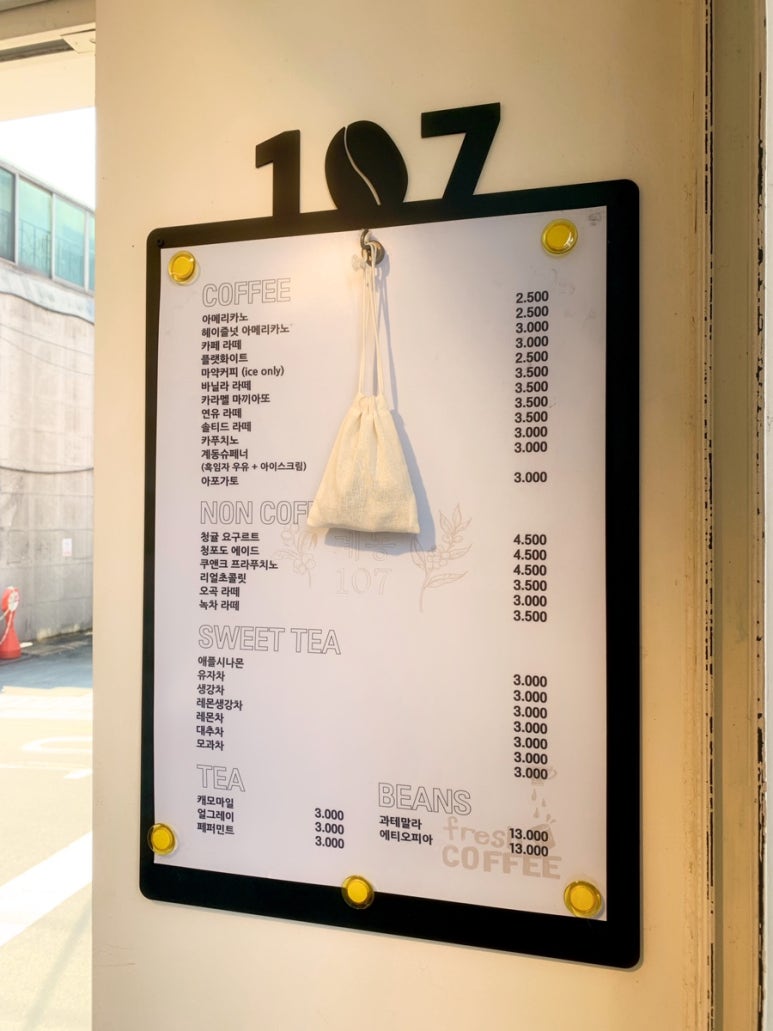 107
COFFEE
아메리카노 2.500
헤이즐넛 아메리카노 2.500
카페 라떼 3.000
플랫화이트 3.000
마약커피 (ice only) 2.500
바닐라 라떼 3.500
카라멜 마끼아또 3.500
연유 라떼 3.500
솔티드 라떼 3.500
카푸치노 3.000
계동슈페너 3.000
(흑임자 우유 + 아이스크림)
아포가토 3.000
NON COF
청귤 요구르트 4.500
청포도 에이드 4.500
쿠앤크 프라푸치노 4.500
리얼초콜릿 3.500
오곡 라떼 3.000
녹차 라떼 3.500
계동
107
SWEET TEA
애플시나몬 3.000
유자차 3.000
생강차 3.000
레몬생강차 3.000
레몬차 3.000
대추차 3.000
모과차 3.000
TEA
캐모마일 3.000
얼그레이 3.000
페퍼민트 3.000
BEANS
과테말라 13.000
에티오피아 13.000
fresh
COFFEE